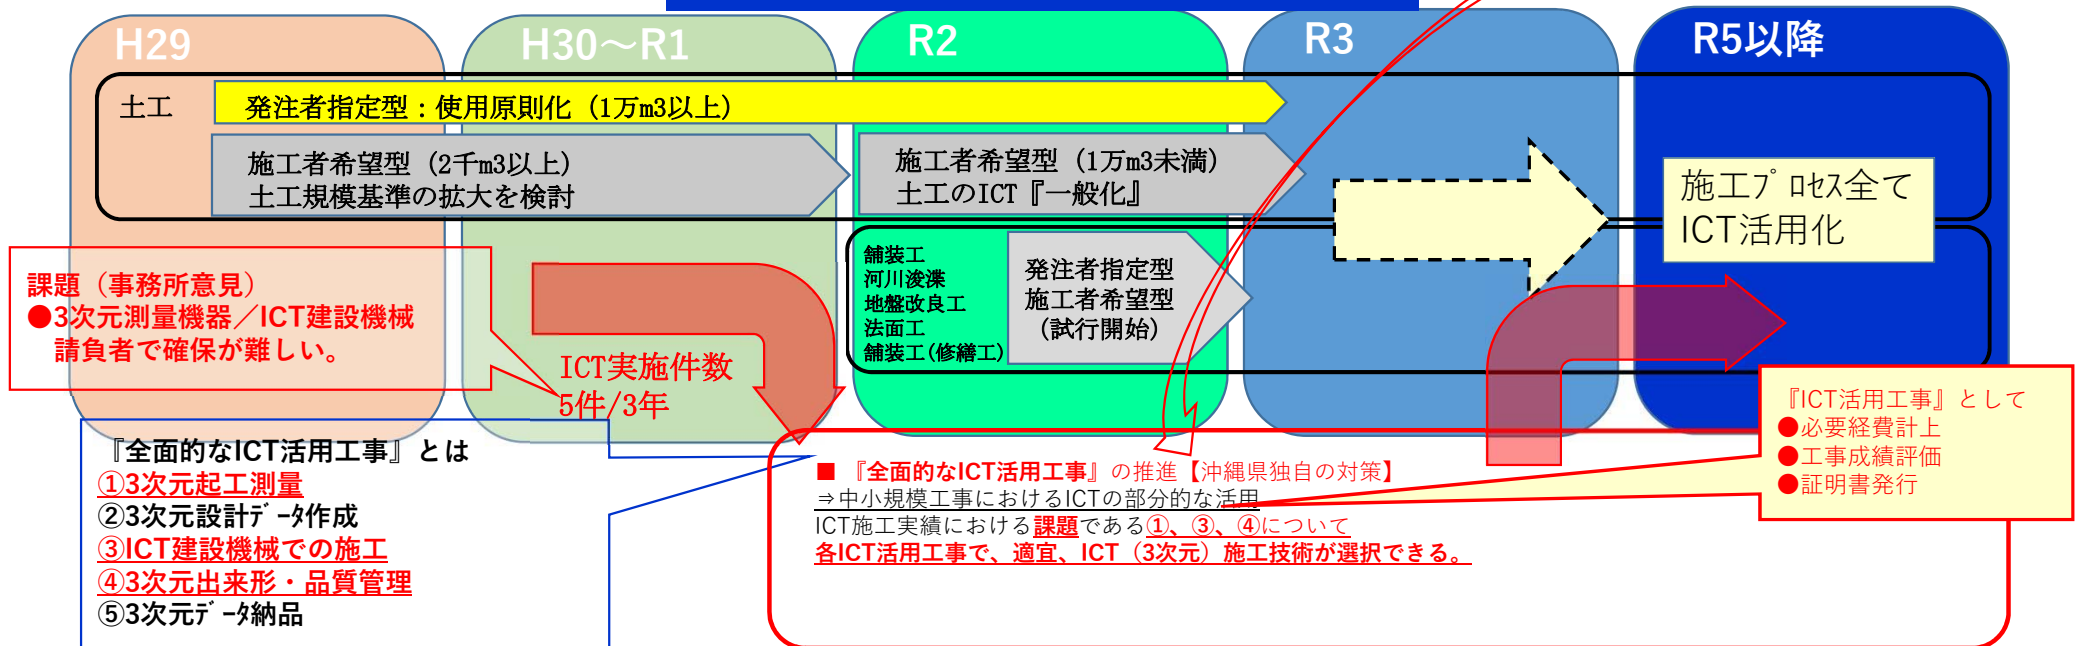 H29
H30～R1
R2
R3
R5以降
土工
発注者指定型：使用原則化（1万m3以上）
施工者希望型（2千m3以上）
土工規模基準の拡大を検討
施工者希望型（1万m3未満）
土工のICT『一般化』
施工ﾌﾟﾛｾｽ全て
ICT活用化
舗装工
河川浚渫
地盤改良工
法面工
舗装工(修繕工)
発注者指定型
施工者希望型
（試行開始）
課題（事務所意見）
●3次元測量機器／ICT建設機械
請負者で確保が難しい。
ICT実施件数
5件/3年
『全面的なICT活用工事』とは
①3次元起工測量
②3次元設計ﾃﾞｰﾀ作成
③ICT建設機械での施工
④3次元出来形・品質管理
⑤3次元ﾃﾞｰﾀ納品
■ 『全面的なICT活用工事』の推進【沖縄県独自の対策】
⇒中小規模工事におけるICTの部分的な活用
ICT施工実績における課題である①、③、④について
各ICT活用工事で、適宜、ICT（3次元）施工技術が選択できる。
『ICT活用工事』として
●必要経費計上
●工事成績評価
●証明書発行